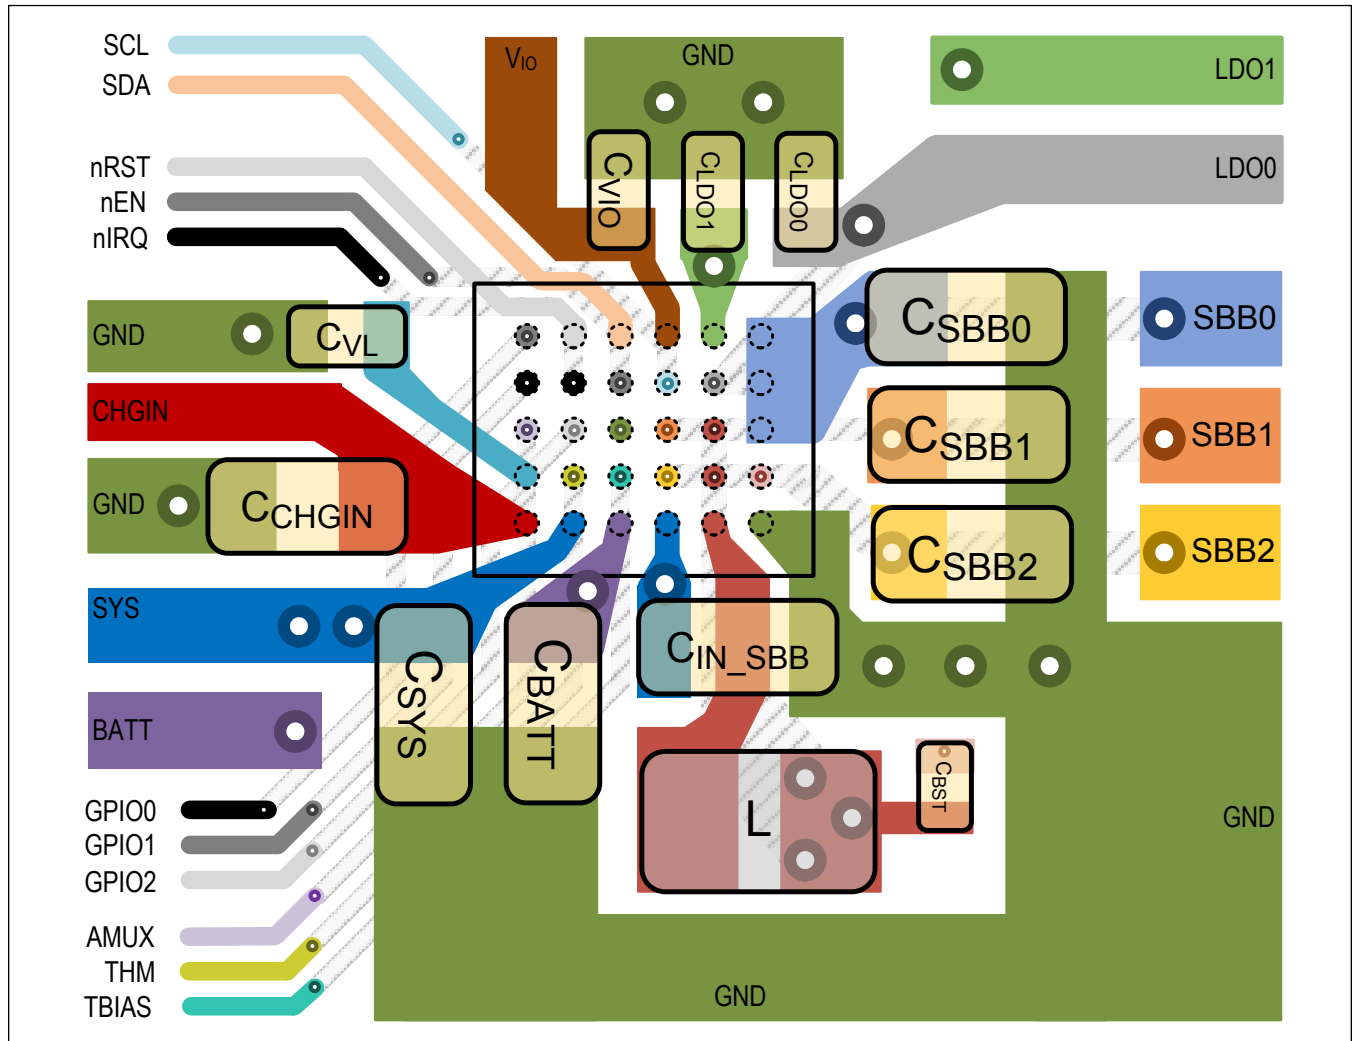 SCL
SDA
VIO
GND
LDO1
nRST
nEN
nIRQ
CVIO
CLDO1
CLDO0
LDO0
GND
CVL
CSBB0
SBB0
CHGIN
GND
CCHGIN
CSBB1
SBB1
CSBB2
SBB2
SYS
CSYS
CBATT
CIN_SBB
BATT
L
CBST
GPIO0
GPIO1
GPIO2
GND
AMUX
THM
TBIAS
GND